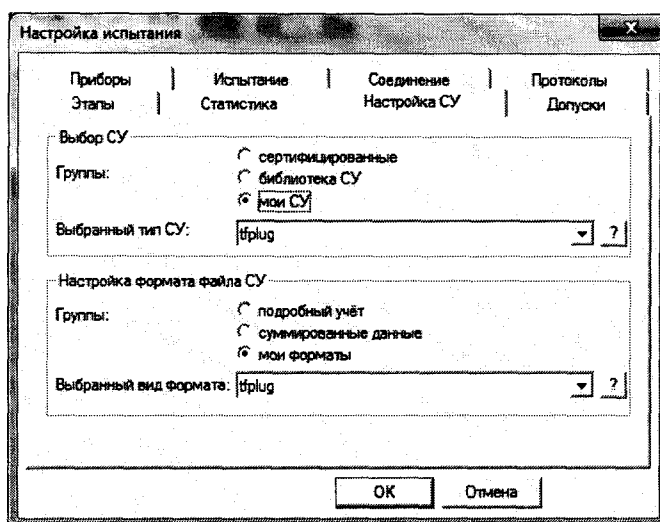 Настройка испытания
Приборы Испытание Соединение Протоколы
Этапы Статистика Настройка СУ Допуски
Выбор СУ
Группы:
сертифицированные
библиотека СУ
мои СУ
Выбранный тип СУ: tfplug ?
Настройка формата файла СУ
Группы:
подробный учёт
суммированные данные
мои форматы
Выбранный вид формата: tfplug ?
OK Отмена